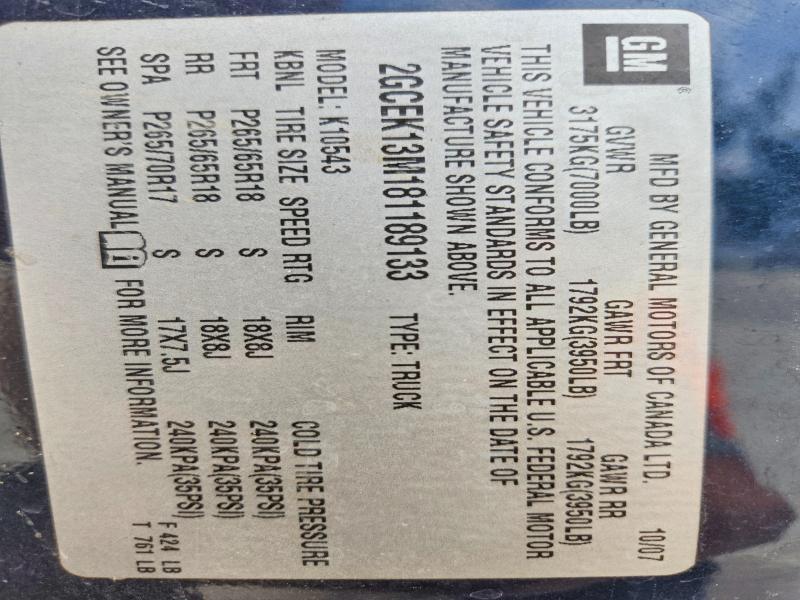 GM®
MFD BY GENERAL MOTORS OF CANADA LTD. 10/07
GVWR GAWR FRT GAWR RR
3175KG(7000LB) 1792KG(3950LB) 1792KG(3950LB)
THIS VEHICLE CONFORMS TO ALL APPLICABLE U.S. FEDERAL MOTOR
VEHICLE SAFETY STANDARDS IN EFFECT ON THE DATE OF
MANUFACTURE SHOWN ABOVE.
2GCEK13M181189133 TYPE: TRUCK
MODEL: K10543
KBNL TIRE SIZE SPEED RTG RIM COLD TIRE PRESSURE
FRT P265/65R18 S 18X8J 240KPA(35PSI)
RR P265/65R18 S 18X8J 240KPA(35PSI)
SPA P265/70R17 S 17X7.5J 240KPA(35PSI) F 424 LB
SEE OWNER'S MANUAL FOR MORE INFORMATION. T 761 LB